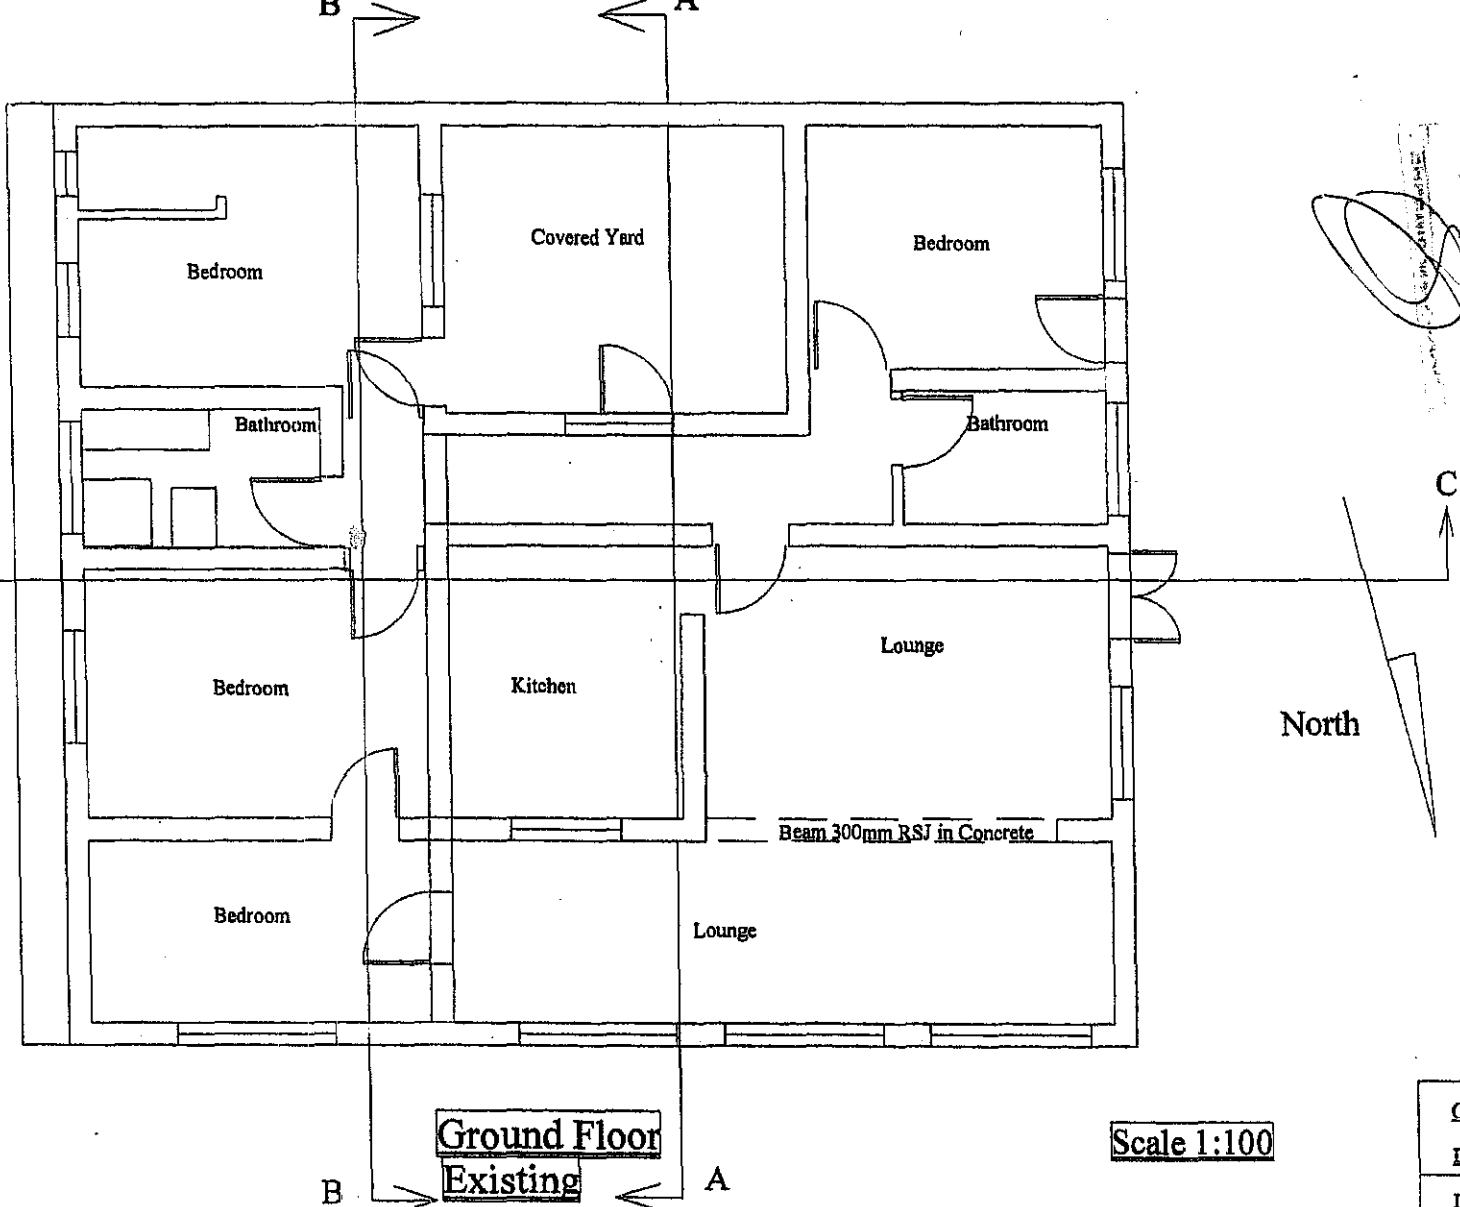 B
A
Covered Yard
Bedroom
Bedroom
Bathroom
Bathroom
C
Lounge
Bedroom
Kitchen
North
Beam 300mm RSJ in Concrete
Bedroom
Lounge
Ground Floor
Existing
Scale 1:100
B
A